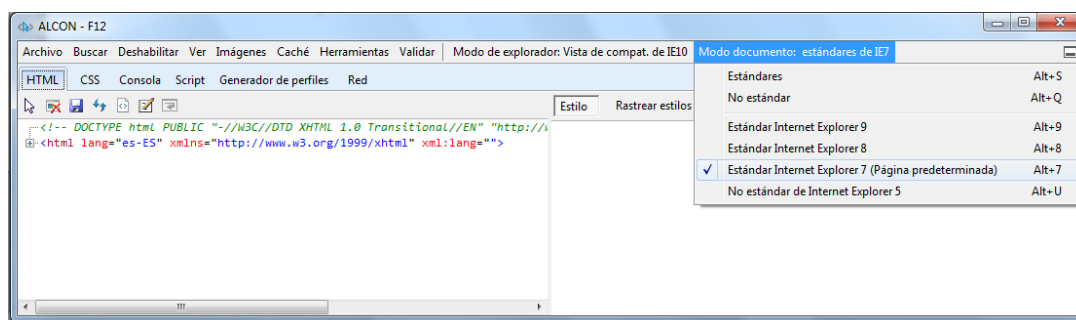 ALCON - F12
Archivo Buscar Deshabilitar Ver Imágenes Caché Herramientas Validar Modo de explorador: Vista de compat. de IE10 Modo documento: estándares de IE7
HTML CSS Consola Script Generador de perfiles Red
Estilo Rastrear estilos
<!-- DOCTYPE html PUBLIC "-//W3C//DTD XHTML 1.0 Transitional//EN" "http://w
<html lang="es-ES" xmlns="http://www.w3.org/1999/xhtml" xml:lang="">
Estándares Alt+S
No estándar Alt+Q
Estándar Internet Explorer 9 Alt+9
Estándar Internet Explorer 8 Alt+8
Estándar Internet Explorer 7 (Página predeterminada) Alt+7
No estándar de Internet Explorer 5 Alt+U